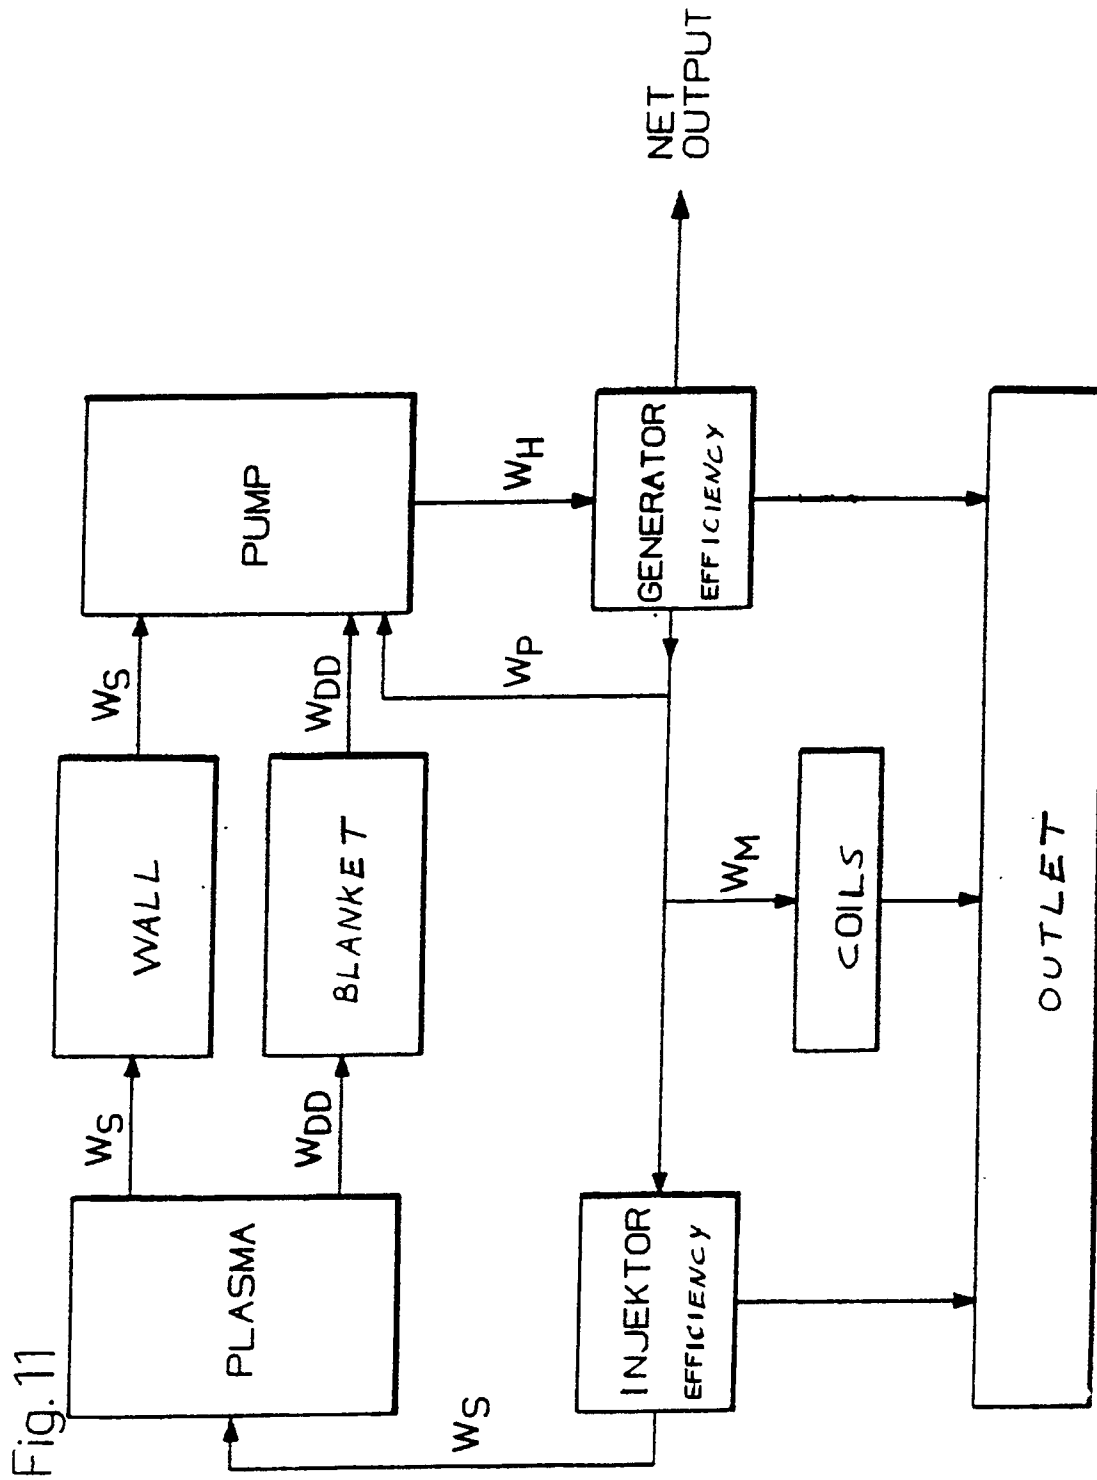 Fig. 11
PLASMA
WS
WDD
WALL
BLANKET
WS
WDD
PUMP
WS
WP
WH
INJEKTOR
EFFICIENCY
GENERATOR
EFFICIENCY
NET
OUTPUT
WM
COILS
OUTLET